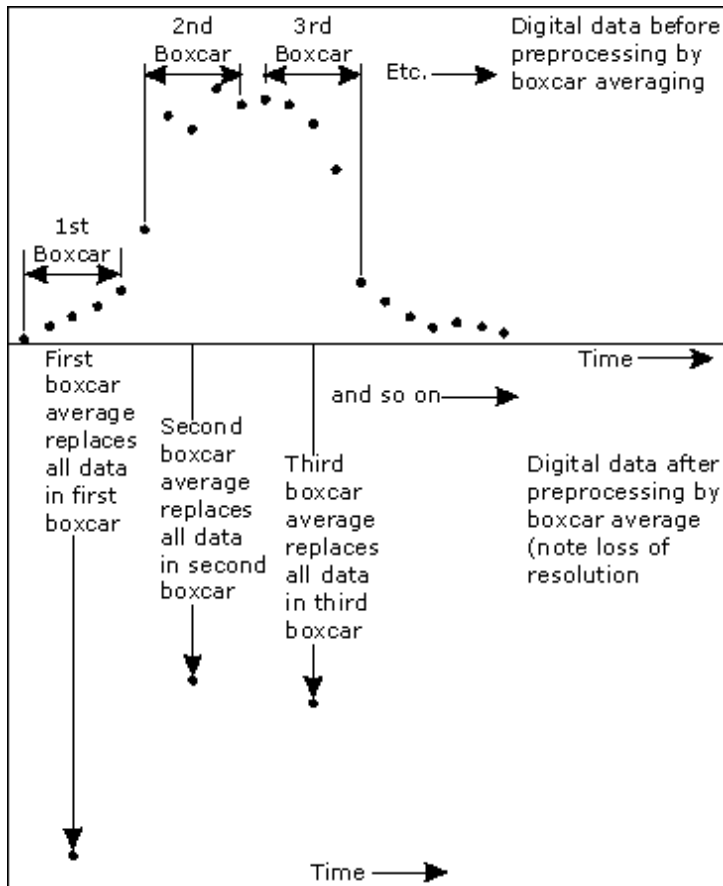 2nd
Boxcar
3rd
Boxcar
Etc.
Digital data before
preprocessing by
boxcar averaging
1st
Boxcar
Time
First
boxcar
average
replaces
all data
in first
boxcar
Second
boxcar
average
replaces
all data
in second
boxcar
and so on
Third
boxcar
average
replaces
all data
in third
boxcar
Digital data after
preprocessing by
boxcar average
(note loss of
resolution
Time